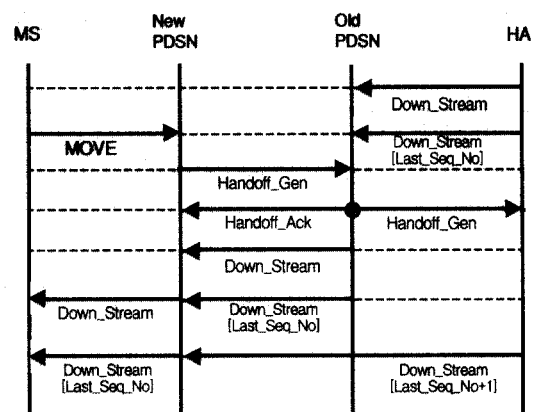 MS
New
PDSN
Old
PDSN
HA
Down_Stream
MOVE
Down_Stream
[Last_Seq_No]
Handoff_Gen
Handoff_Ack
Handoff_Gen
Down_Stream
Down_Stream
Down_Stream
[Last_Seq_No]
Down_Stream
[Last_Seq_No]
Down_Stream
[Last_Seq_No+1]